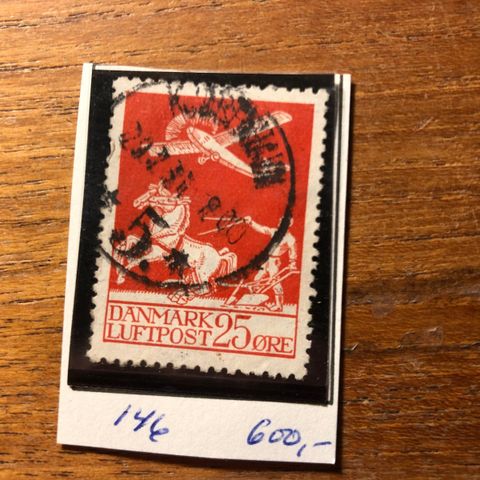 DANMARK
LUFTPOST 25 ØRE
146 600,-